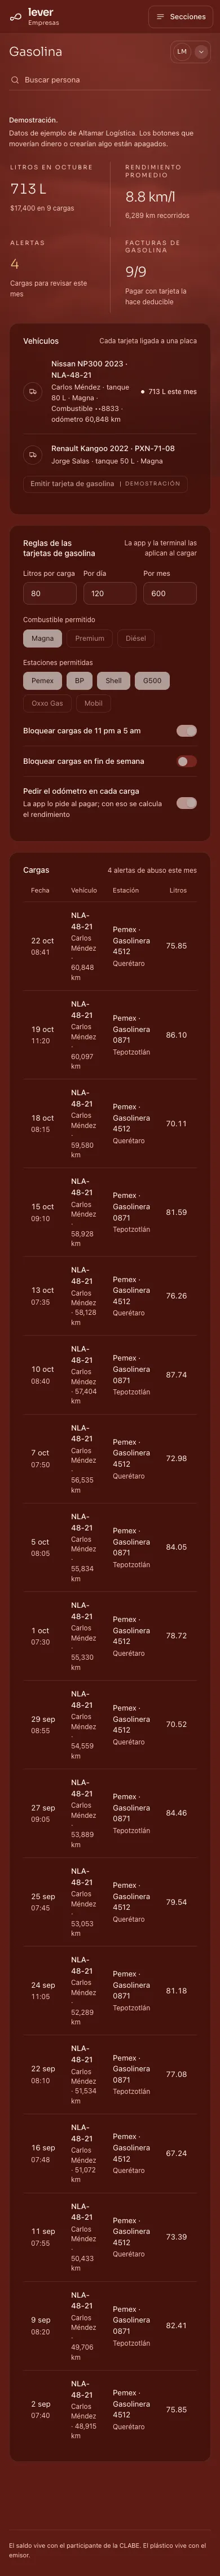 lever
Empresas
Secciones
Gasolina
LM
Buscar persona
Demostración.
Datos de ejemplo de Altamar Logística. Los botones que
moverían dinero o crearían algo están apagados.
LITROS EN OCTUBRE
713 L
$17,400 en 9 cargas
RENDIMIENTO
PROMEDIO
8.8 km/l
6,289 km recorridos
ALERTAS
4
Cargas para revisar este
mes
FACTURAS DE
GASOLINA
9/9
Pagar con tarjeta la
hace deducible
Vehículos
Cada tarjeta ligada a una placa
Nissan NP300 2023 ·
NLA-48-21
Carlos Méndez · tanque
80 L · Magna ·
Combustible ··8833 ·
odómetro 60,848 km
713 L este mes
Renault Kangoo 2022 · PXN-71-08
Jorge Salas · tanque 50 L · Magna
Emitir tarjeta de gasolina | DEMOSTRACIÓN
Reglas de las
tarjetas de gasolina
La app y la terminal las
aplican al cargar
Litros por carga
80
Por día
120
Por mes
600
Combustible permitido
Magna
Premium
Diésel
Estaciones permitidas
Pemex
BP
Shell
G500
Oxxo Gas
Mobil
Bloquear cargas de 11 pm a 5 am
Bloquear cargas en fin de semana
Pedir el odómetro en cada carga
La app lo pide al pagar; con eso se calcula
el rendimiento
Cargas
4 alertas de abuso este mes
Fecha Vehículo Estación Litros
22 oct
08:41
NLA-
48-21
Carlos
Méndez
·
60,848
km
Pemex ·
Gasolinera
4512
Querétaro
75.85
19 oct
11:20
NLA-
48-21
Carlos
Méndez
·
60,097
km
Pemex ·
Gasolinera
0871
Tepotzotlán
86.10
18 oct
08:15
NLA-
48-21
Carlos
Méndez
·
59,580
km
Pemex ·
Gasolinera
4512
Querétaro
70.11
15 oct
09:10
NLA-
48-21
Carlos
Méndez
·
58,928
km
Pemex ·
Gasolinera
0871
Tepotzotlán
81.59
13 oct
07:35
NLA-
48-21
Carlos
Méndez
· 58,128
km
Pemex ·
Gasolinera
4512
Querétaro
76.26
10 oct
08:40
NLA-
48-21
Carlos
Méndez
· 57,404
km
Pemex ·
Gasolinera
0871
Tepotzotlán
87.74
7 oct
07:50
NLA-
48-21
Carlos
Méndez
·
56,535
km
Pemex ·
Gasolinera
4512
Querétaro
72.98
5 oct
08:05
NLA-
48-21
Carlos
Méndez
·
55,834
km
Pemex ·
Gasolinera
0871
Tepotzotlán
84.05
1 oct
07:30
NLA-
48-21
Carlos
Méndez
·
55,330
km
Pemex ·
Gasolinera
4512
Querétaro
78.72
29 sep
08:55
NLA-
48-21
Carlos
Méndez
·
54,559
km
Pemex ·
Gasolinera
4512
Querétaro
70.52
27 sep
09:05
NLA-
48-21
Carlos
Méndez
·
53,889
km
Pemex ·
Gasolinera
0871
Tepotzotlán
84.46
25 sep
07:45
NLA-
48-21
Carlos
Méndez
·
53,053
km
Pemex ·
Gasolinera
4512
Querétaro
79.54
24 sep
11:05
NLA-
48-21
Carlos
Méndez
·
52,289
km
Pemex ·
Gasolinera
0871
Tepotzotlán
81.18
22 sep
08:10
NLA-
48-21
Carlos
Méndez
· 51,534
km
Pemex ·
Gasolinera
0871
Tepotzotlán
77.08
16 sep
07:48
NLA-
48-21
Carlos
Méndez
· 51,072
km
Pemex ·
Gasolinera
4512
Querétaro
67.24
11 sep
07:55
NLA-
48-21
Carlos
Méndez
·
50,433
km
Pemex ·
Gasolinera
4512
Querétaro
73.39
9 sep
08:20
NLA-
48-21
Carlos
Méndez
·
49,706
km
Pemex ·
Gasolinera
0871
Tepotzotlán
82.41
2 sep
07:40
NLA-
48-21
Carlos
Méndez
· 48,915
km
Pemex ·
Gasolinera
4512
Querétaro
75.85
El saldo vive con el participante de la CLABE. El plástico vive con el
emisor.